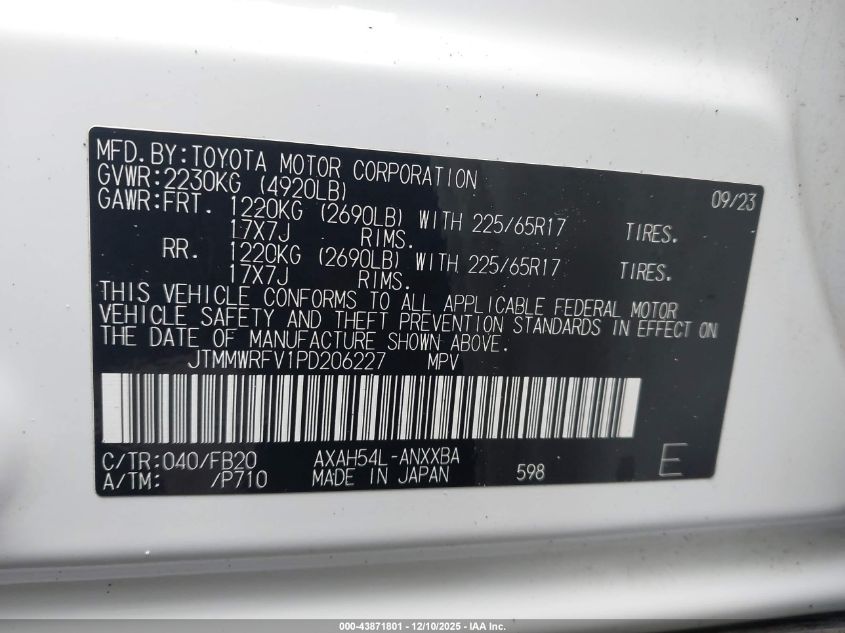 MFD.BY:TOYOTA MOTOR CORPORATION 09/23
GVWR:2230KG (4920LB)
GAWR:FRT. 1220KG (2690LB) WITH 225/65R17 TIRES.
17X7J RIMS.
RR. 1220KG (2690LB) WITH 225/65R17 TIRES.
17X7J RIMS.
THIS VEHICLE CONFORMS TO ALL APPLICABLE FEDERAL MOTOR
VEHICLE SAFETY AND THEFT PREVENTION STANDARDS IN EFFECT ON
THE DATE OF MANUFACTURE SHOWN ABOVE.
JTMMWRFV1PD206227 MPV
C/TR:040/FB20 AXAH54L-ANXXBA E
A/TM: /P710 MADE IN JAPAN 598
000-43871801 - 12/10/2025 - IAA Inc.